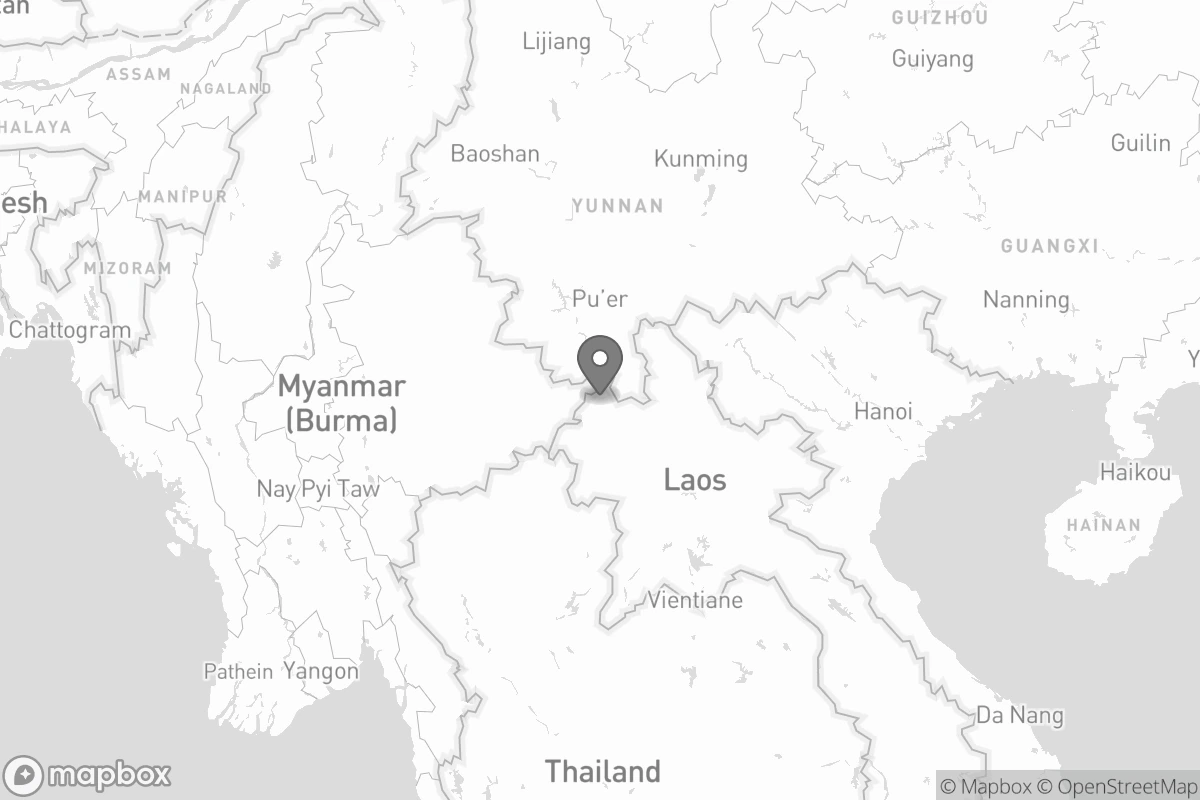 tan
Lijiang
GUIZHOU
Guiyang
ASSAM
NAGALAND
HALAYA
Baoshan
Kunming
Guilin
esh
MANIPUR
YUNNAN
GUANGXI
MIZORAM
Pu’er
Nanning
Chattogram
Y
Myanmar
(Burma)
Hanoi
Laos
Haikou
Nay Pyi Taw
HAINAN
Vientiane
Pathein
Yangon
Da Nang
Thailand
mapbox
© Mapbox © OpenStreetMap